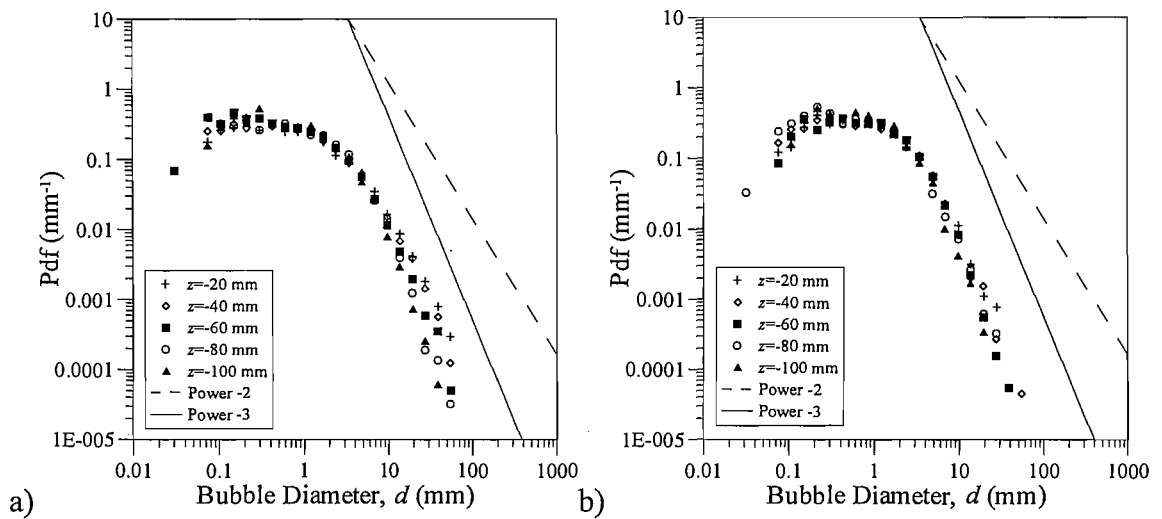 10
1
0.1
0.01
0.001
0.0001
1E-005
Pdf (mm⁻¹)
z=-20 mm
z=-40 mm
z=-60 mm
z=-80 mm
z=-100 mm
Power -2
Power -3
0.01 0.1 1 10 100 1000
Bubble Diameter, d (mm)
a)
10
1
0.1
0.01
0.001
0.0001
1E-005
Pdf (mm⁻¹)
z=-20 mm
z=-40 mm
z=-60 mm
z=-80 mm
z=-100 mm
Power -2
Power -3
0.01 0.1 1 10 100 1000
Bubble Diameter, d (mm)
b)